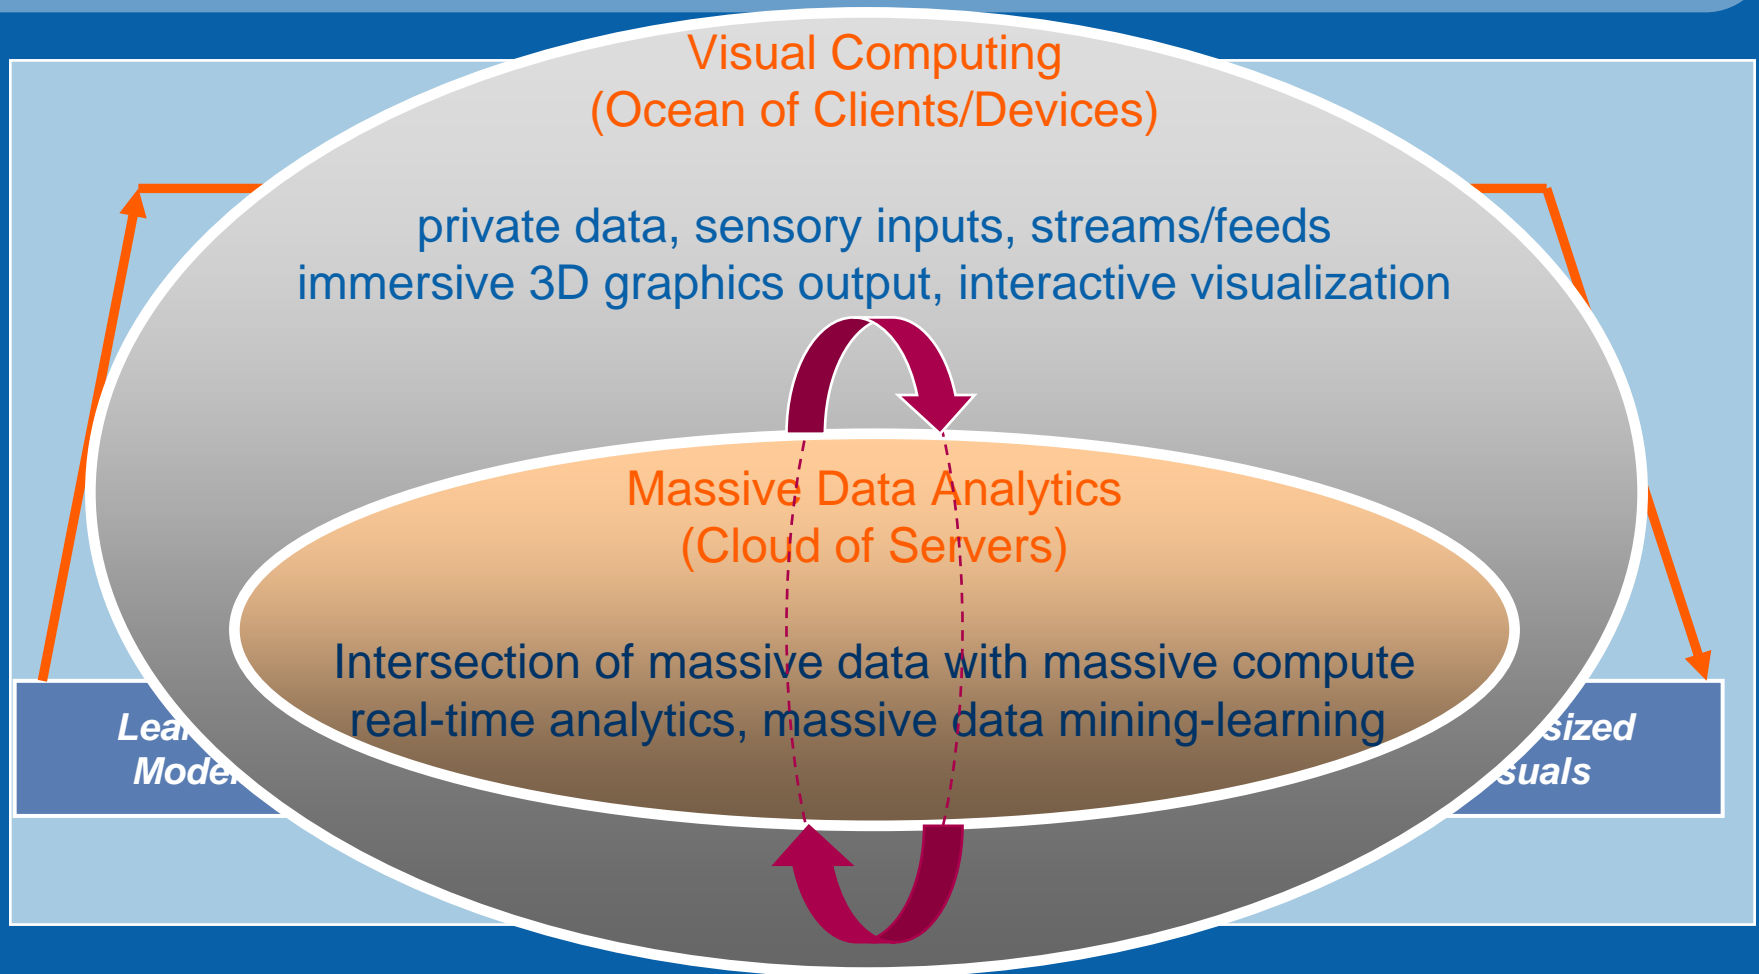 Visual Computing
(Ocean of Clients/Devices)
private data, sensory inputs, streams/feeds
immersive 3D graphics output, interactive visualization
Massive Data Analytics
(Cloud of Servers)
Intersection of massive data with massive compute
real-time analytics, massive data mining-learning